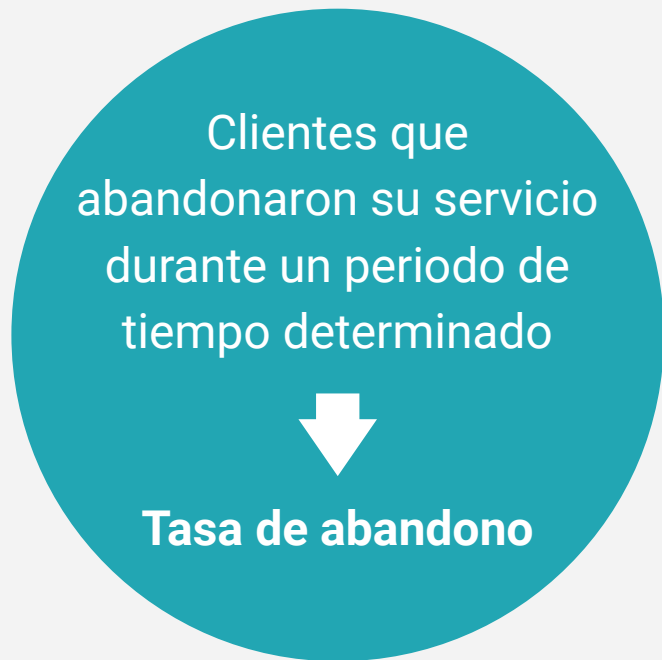 Clientes que
abandonaron su servicio
durante un periodo de
tiempo determinado
Tasa de abandono